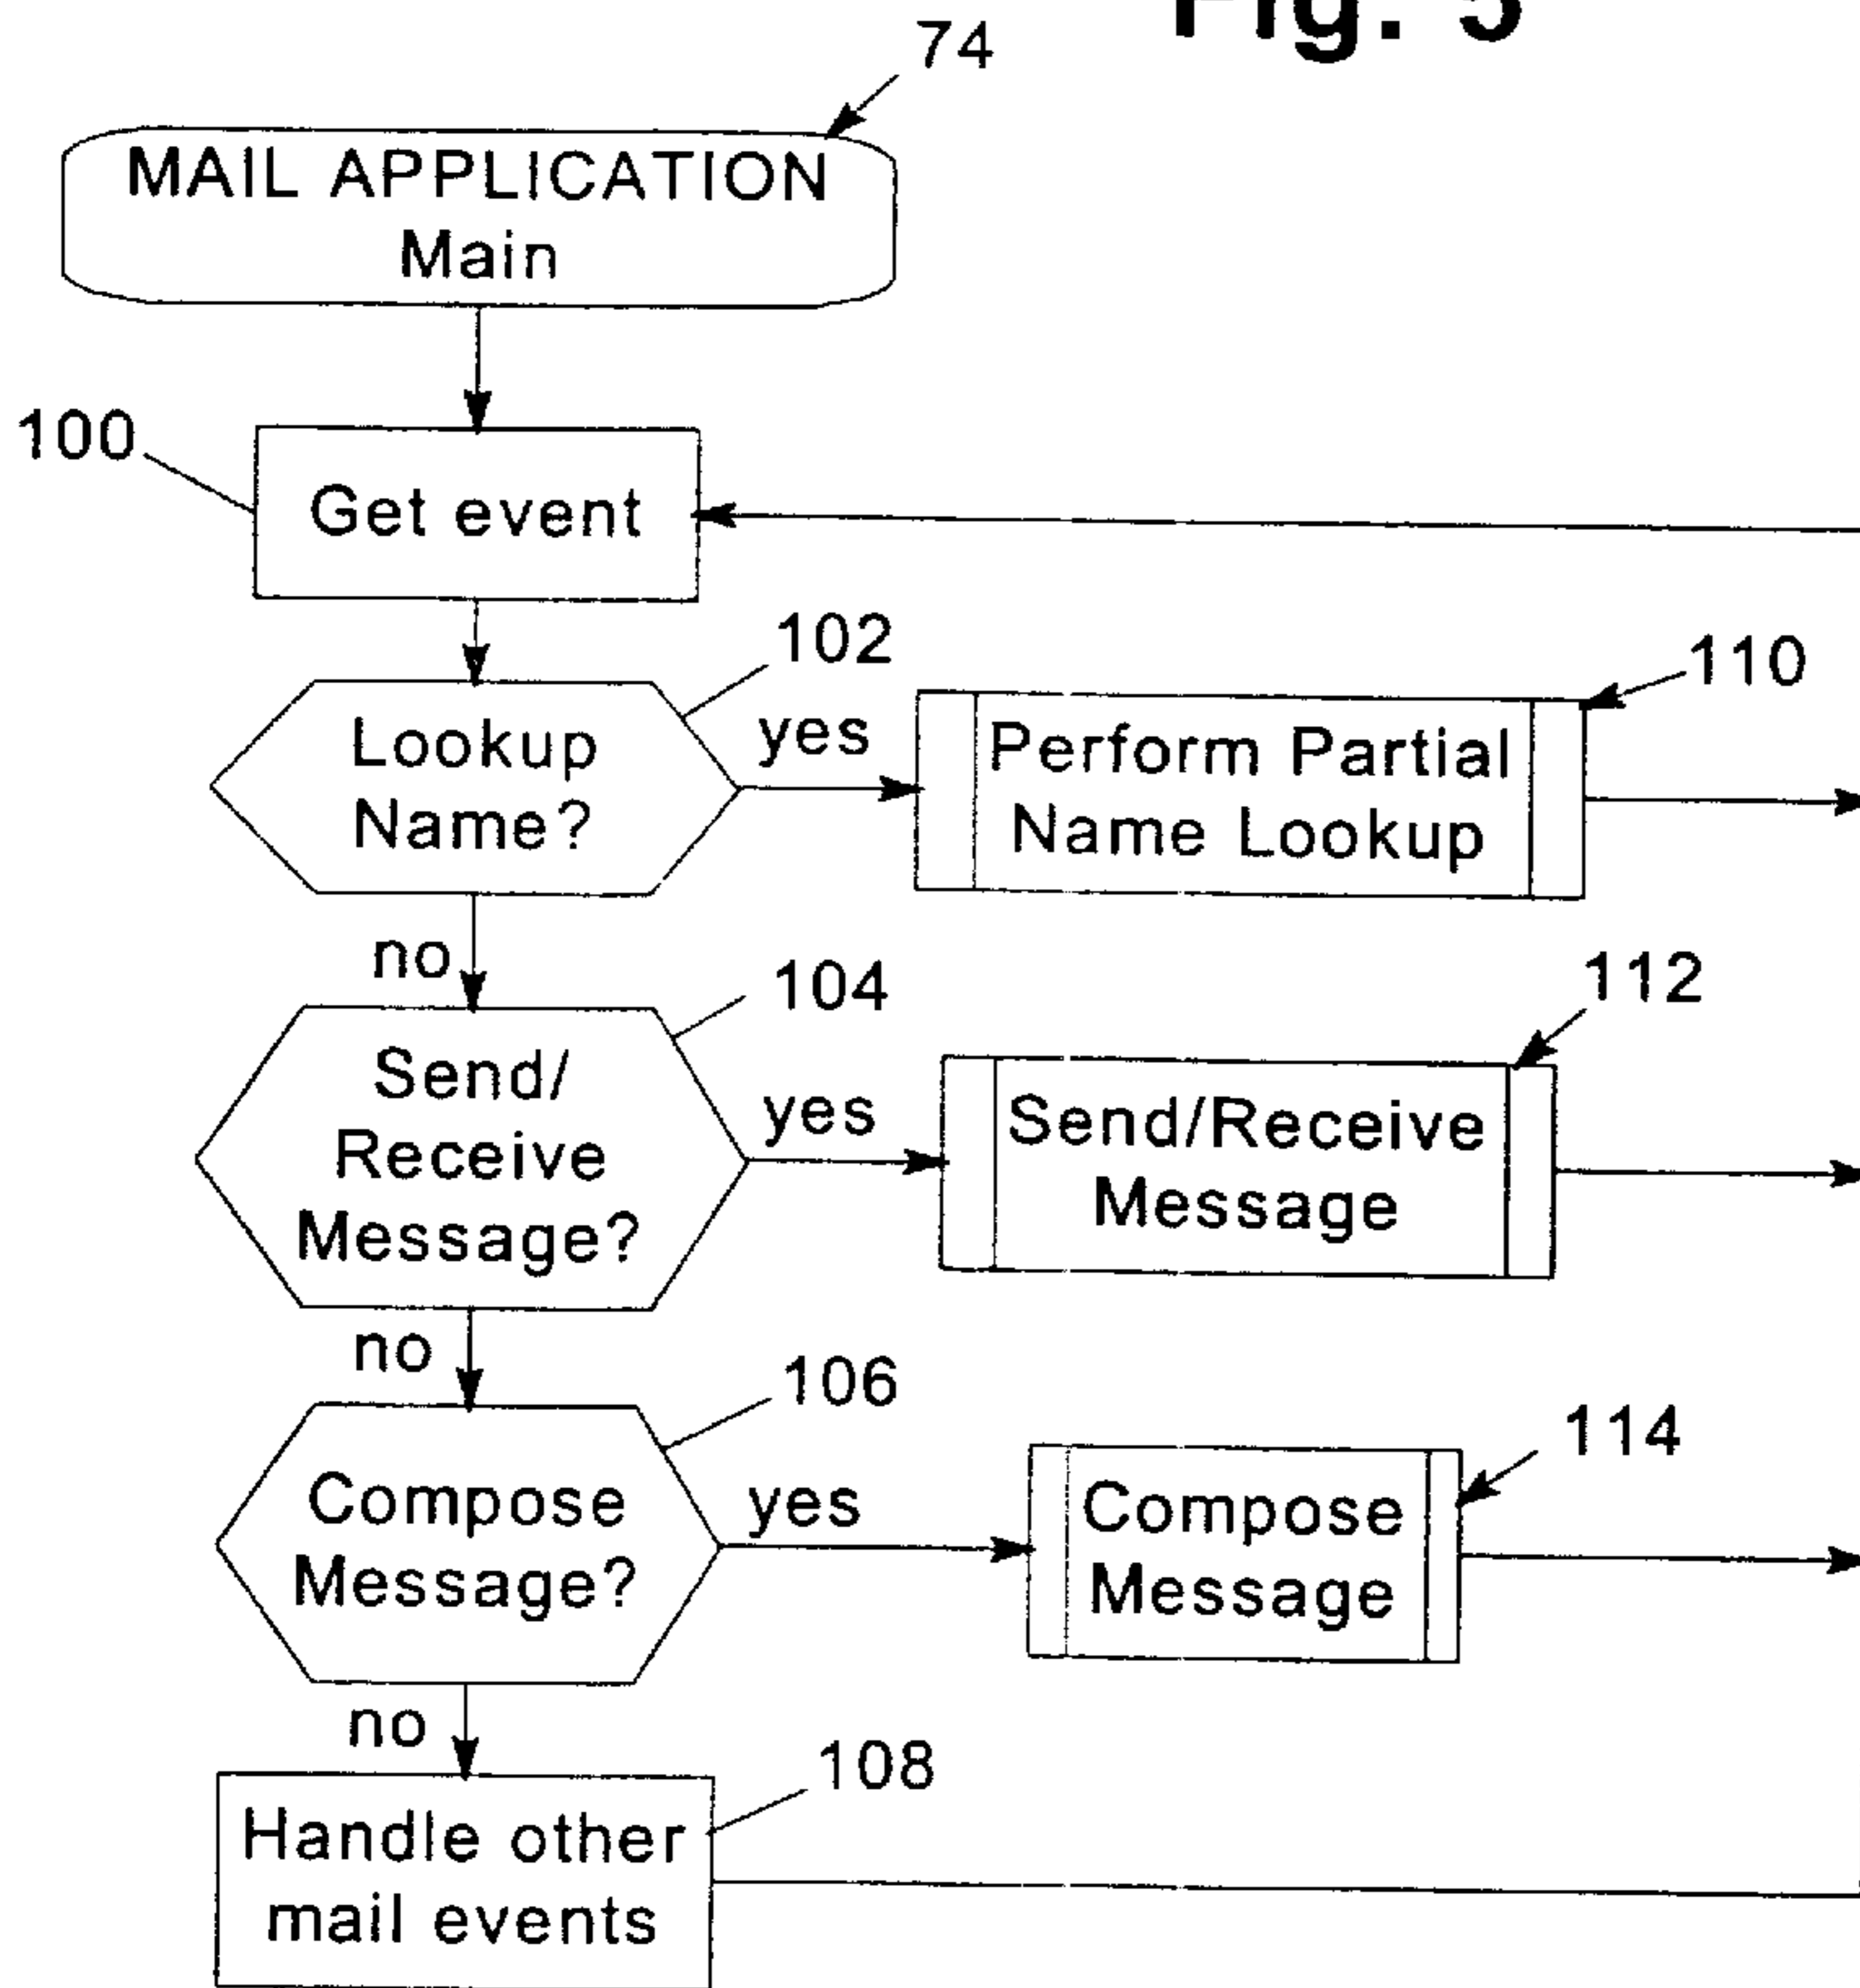 Fig. 5
74
MAIL APPLICATION
Main
100
Get event
102
110
Lookup
Name?
yes
Perform Partial
Name Lookup
no
104
112
Send/
Receive
Message?
yes
Send/Receive
Message
no
106
114
Compose
Message?
yes
Compose
Message
no
108
Handle other
mail events